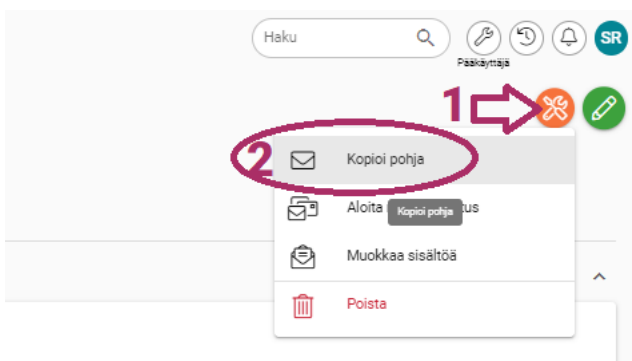 Haku
SR
Pääkäyttäjä
1
2
Kopioi pohja
Aloita
tus
Kopioi pohja
Muokkaa sisältöä
Poista